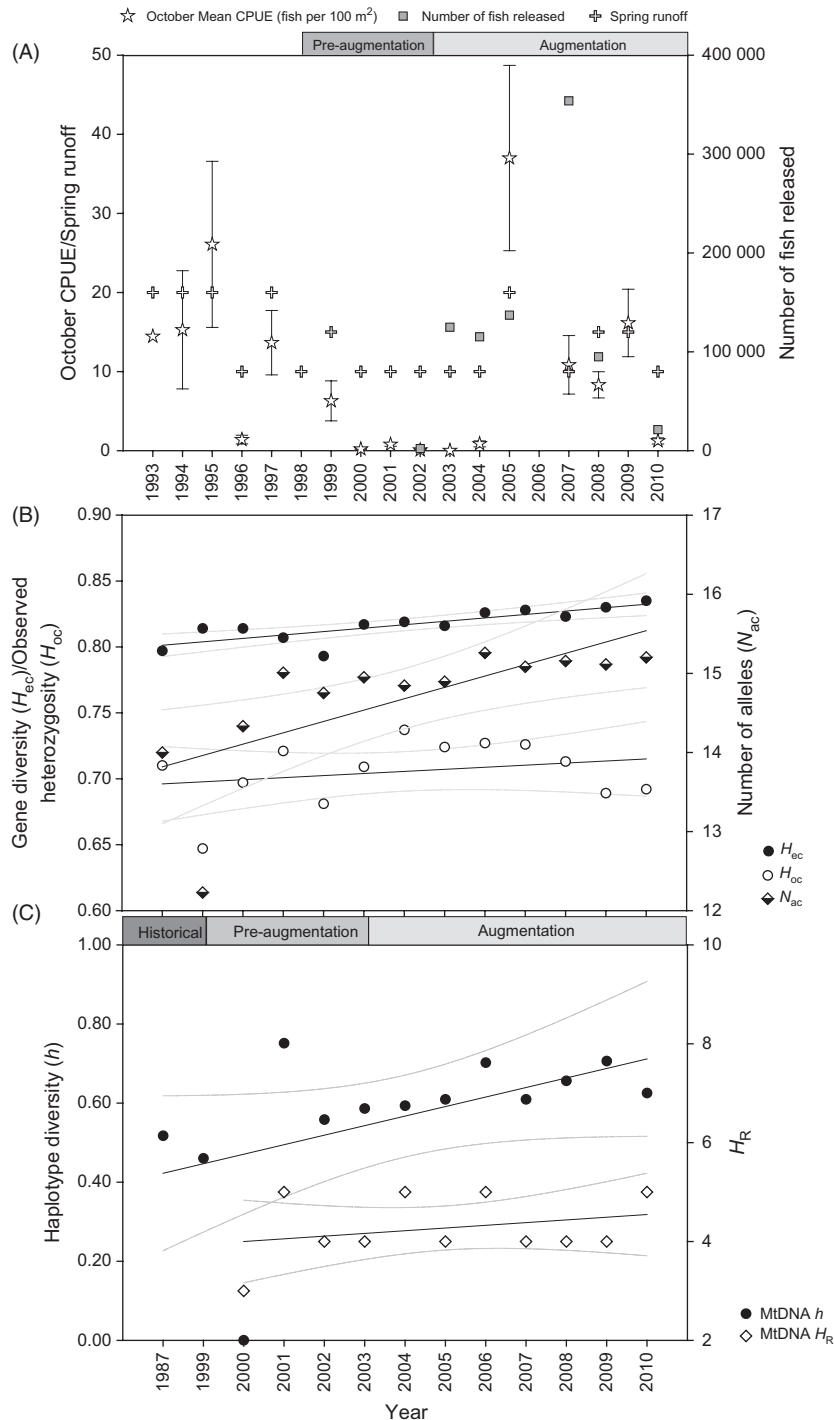 October Mean CPUE (fish per 100 m²) Number of fish released Spring runoff
(A)
Pre-augmentation Augmentation
50
40
30
20
10
0
October CPUE/Spring runoff
400 000
300 000
200 000
100 000
0
Number of fish released
1993 1994 1995 1996 1997 1998 1999 2000 2001 2002 2003 2004 2005 2006 2007 2008 2009 2010
(B)
0.90
0.85
0.80
0.75
0.70
0.65
0.60
Gene diversity (Hec)/Observed
heterozygosity (Hoc)
17
16
15
14
13
12
Number of alleles (Nac)
Hec
Hoc
Nac
(C)
Historical Pre-augmentation Augmentation
1.00
0.80
0.60
0.40
0.20
0.00
Haplotype diversity (h)
10
8
6
4
2
HR
MtDNA h
MtDNA HR
1987 1999 2000 2001 2002 2003 2004 2005 2006 2007 2008 2009 2010
Year